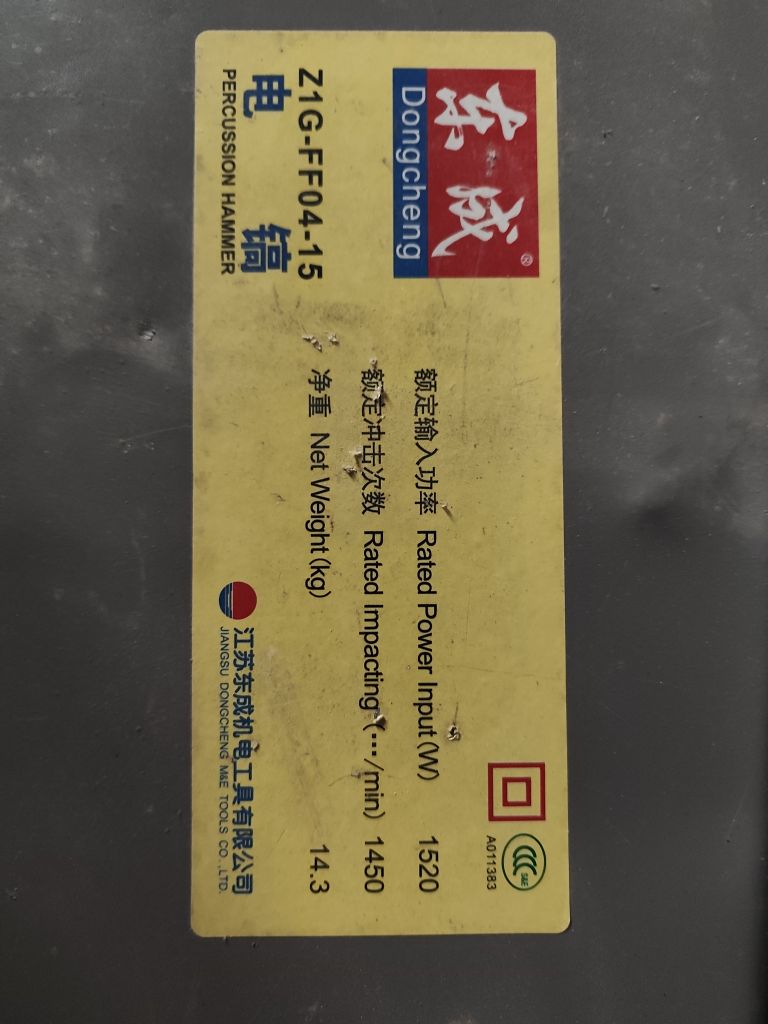 东成®
Dongcheng
Z1G-FF04-15
电 镐
PERCUSSION HAMMER
S&E
A011383
额定输入功率 Rated Power Input(W) 1520
额定冲击次数 Rated Impacting (···/min) 1450
净重 Net Weight(kg) 14.3
江苏东成机电工具有限公司
JIANGSU DONGCHENG M&E TOOLS CO.,LTD.